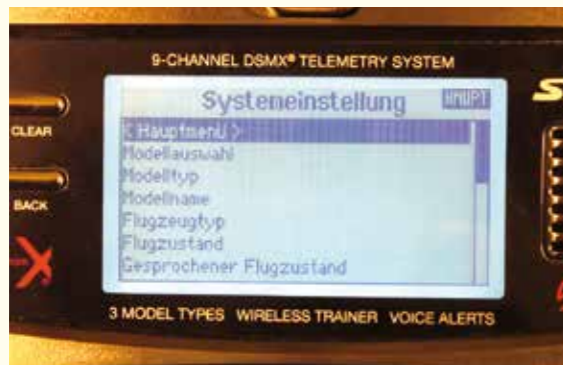 9-CHANNEL DSMX® TELEMETRY SYSTEM
Systemeinstellung
CLEAR
< Hauptmenü >
Modellauswahl
Modelltyp
BACK
Modellname
Flugzeugtyp
Flugzustand
Gesprochener Flugzustand
3 MODEL TYPES WIRELESS TRAINER VOICE ALERTS